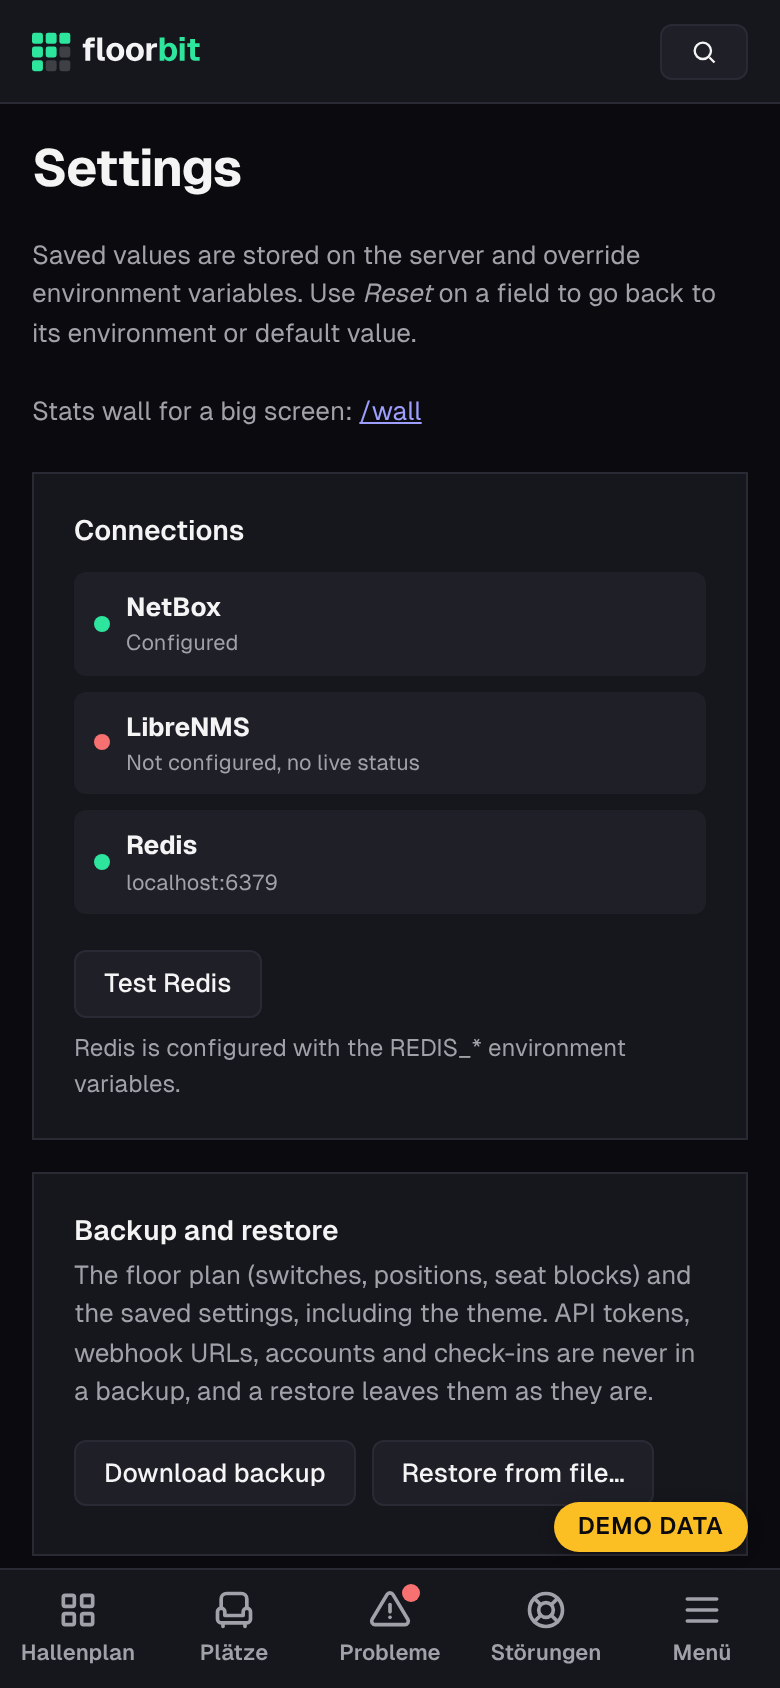 floorbit
Settings
Saved values are stored on the server and override
environment variables. Use Reset on a field to go back to
its environment or default value.
Stats wall for a big screen: /wall
Connections
NetBox
Configured
LibreNMS
Not configured, no live status
Redis
localhost:6379
Test Redis
Redis is configured with the REDIS_* environment
variables.
Backup and restore
The floor plan (switches, positions, seat blocks) and
the saved settings, including the theme. API tokens,
webhook URLs, accounts and check-ins are never in
a backup, and a restore leaves them as they are.
Download backup
Restore from file…
DEMO DATA
Hallenplan
Plätze
Probleme
Störungen
Menü